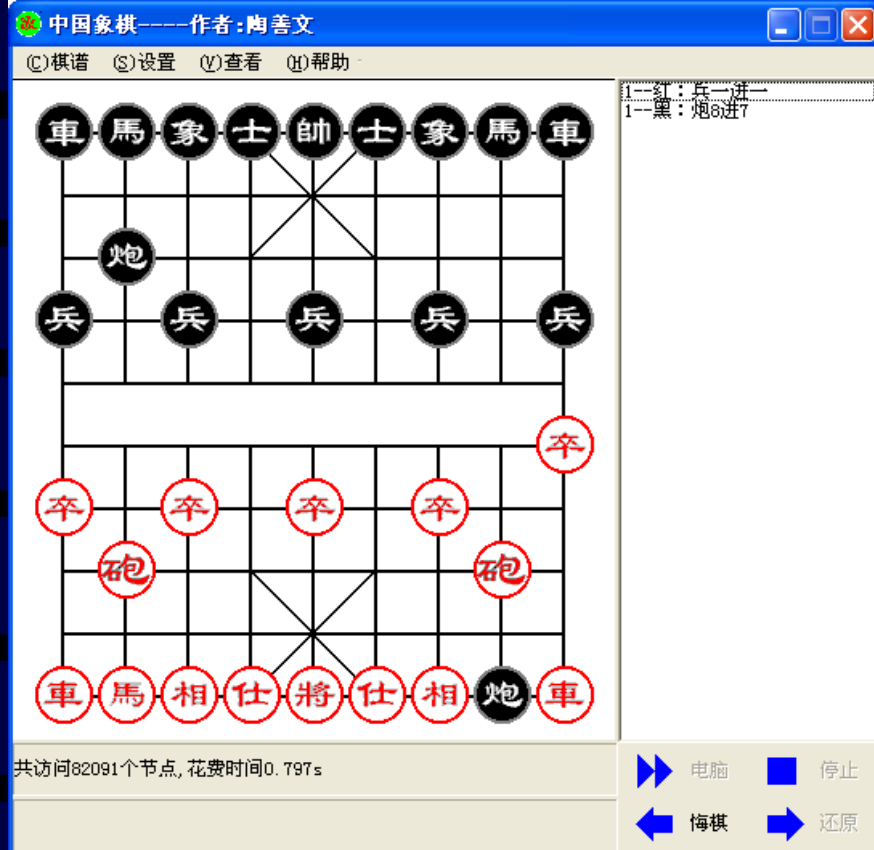 中国象棋----作者:陶善文
(C)棋谱 (S)设置 (V)查看 (H)帮助
1--红：兵一进一
1--黑：炮8进7
車 馬 象 士 帥 士 象 馬 車
炮
兵 兵 兵 兵 兵
卒
卒 卒 卒 卒
砲 砲
車 馬 相 仕 將 仕 相 炮 車
共访问82091个节点,花费时间0.797s
电脑 停止
悔棋 还原